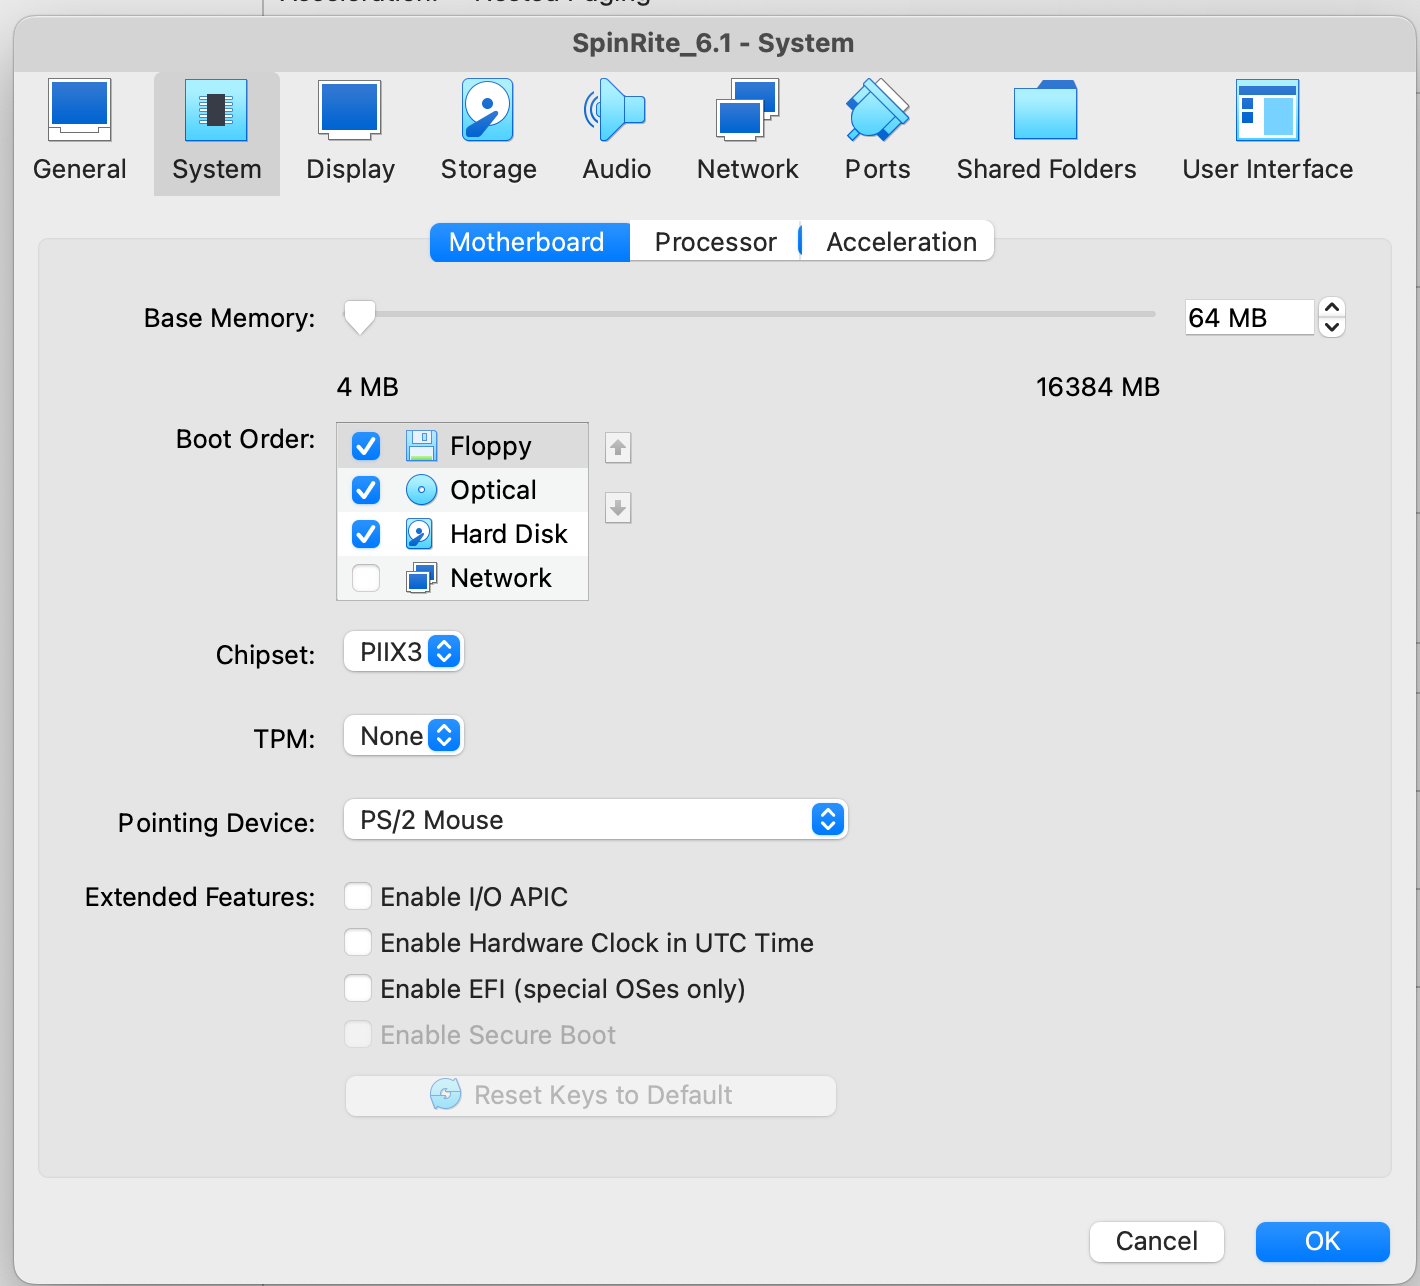 Acceleration: Nested Paging
SpinRite_6.1 - System
General System Display Storage Audio Network Ports Shared Folders User Interface
Motherboard Processor Acceleration
Base Memory: 64 MB
4 MB 16384 MB
Boot Order: Floppy
Optical
Hard Disk
Network
Chipset: PIIX3
TPM: None
Pointing Device: PS/2 Mouse
Extended Features: Enable I/O APIC
Enable Hardware Clock in UTC Time
Enable EFI (special OSes only)
Enable Secure Boot
Reset Keys to Default
Cancel OK